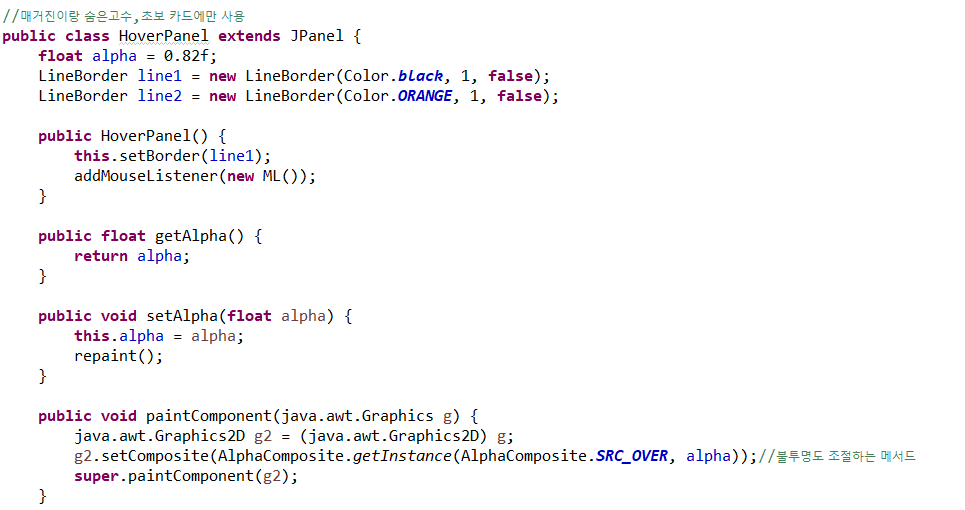 //매거진이랑 숨은고수,초보 카드에만 사용
public class HoverPanel extends JPanel {
    float alpha = 0.82f;
    LineBorder line1 = new LineBorder(Color.black, 1, false);
    LineBorder line2 = new LineBorder(Color.ORANGE, 1, false);

    public HoverPanel() {
        this.setBorder(line1);
        addMouseListener(new ML());
    }

    public float getAlpha() {
        return alpha;
    }

    public void setAlpha(float alpha) {
        this.alpha = alpha;
        repaint();
    }

    public void paintComponent(java.awt.Graphics g) {
        java.awt.Graphics2D g2 = (java.awt.Graphics2D) g;
        g2.setComposite(AlphaComposite.getInstance(AlphaComposite.SRC_OVER, alpha));//불투명도 조절하는 메서드
        super.paintComponent(g2);
    }